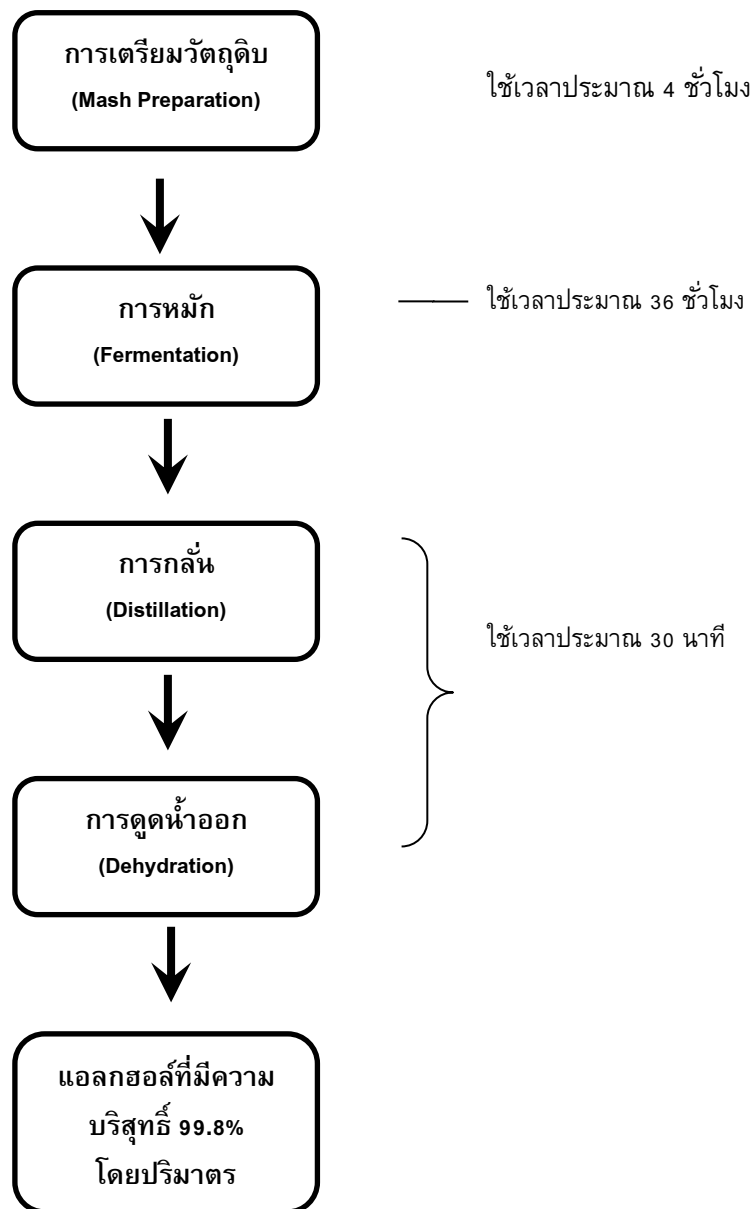 การเตรียมวัตถุดิบ
(Mash Preparation)
ใช้เวลาประมาณ 4 ชั่วโมง
การหมัก
(Fermentation)
ใช้เวลาประมาณ 36 ชั่วโมง
การกลั่น
(Distillation)
ใช้เวลาประมาณ 30 นาที
การดูดน้ำออก
(Dehydration)
แอลกฮอล์ที่มีความ
บริสุทธิ์ 99.8%
โดยปริมาตร